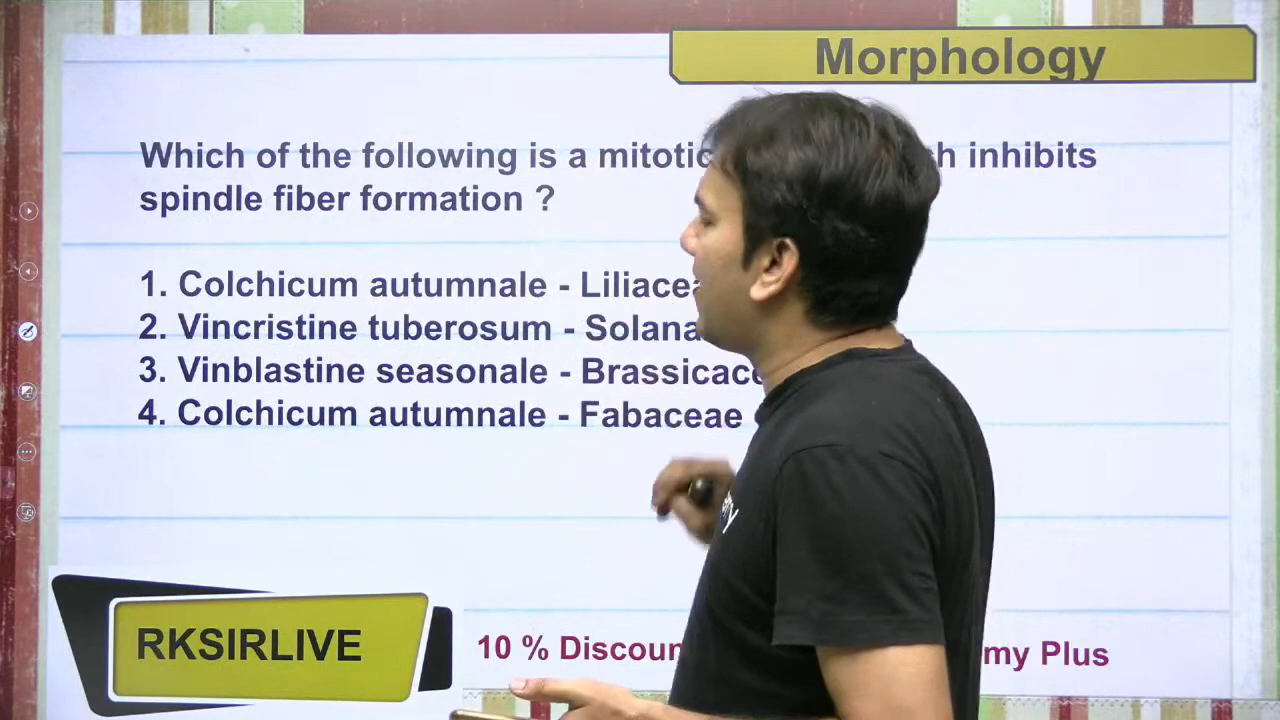 Morphology
Which of the following is a mitotic inhibits
spindle fiber formation ?
1. Colchicum autumnale - Liliacea
2. Vincristine tuberosum - Solana
3. Vinblastine seasonale - Brassicac
4. Colchicum autumnale - Fabaceae
RKSIRLIVE
10 % Discoun my Plus